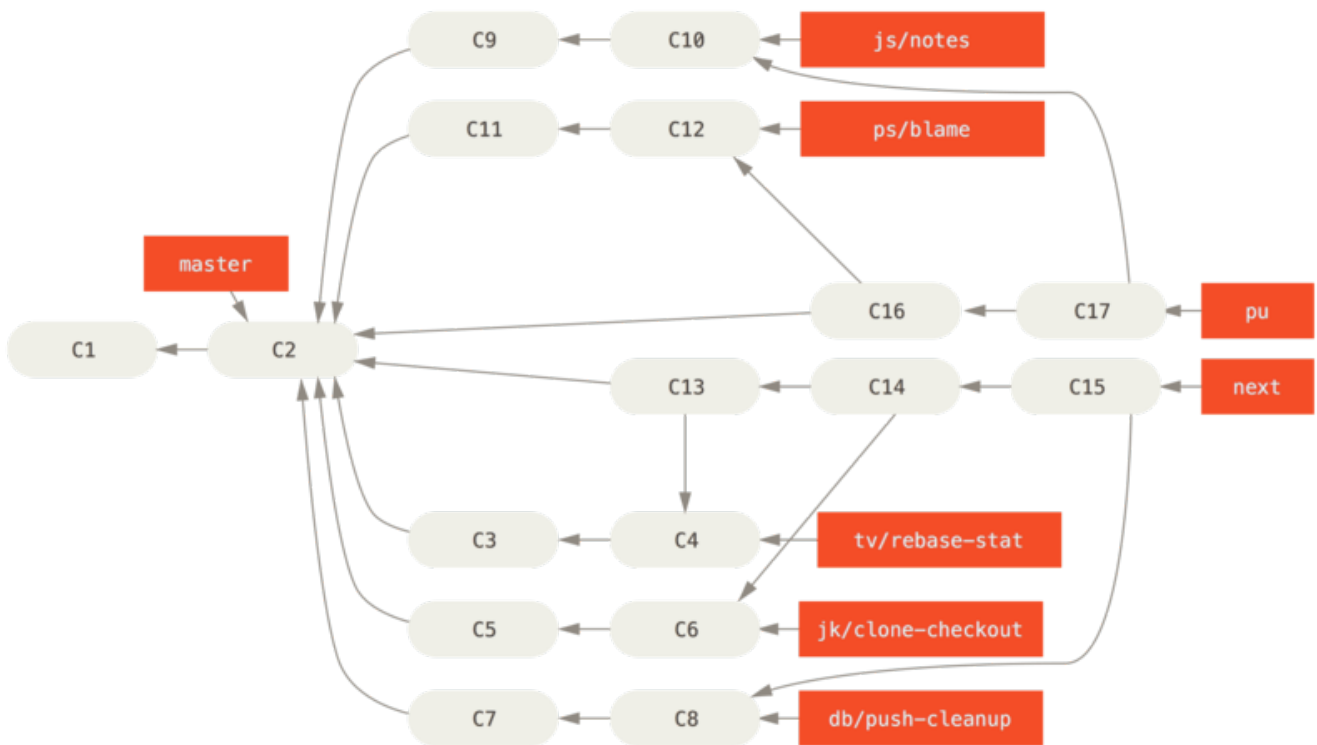 C9
C10
js/notes
C11
C12
ps/blame
master
C16
C17
pu
C1
C2
C13
C14
C15
next
C3
C4
tv/rebase-stat
C5
C6
jk/clone-checkout
C7
C8
db/push-cleanup